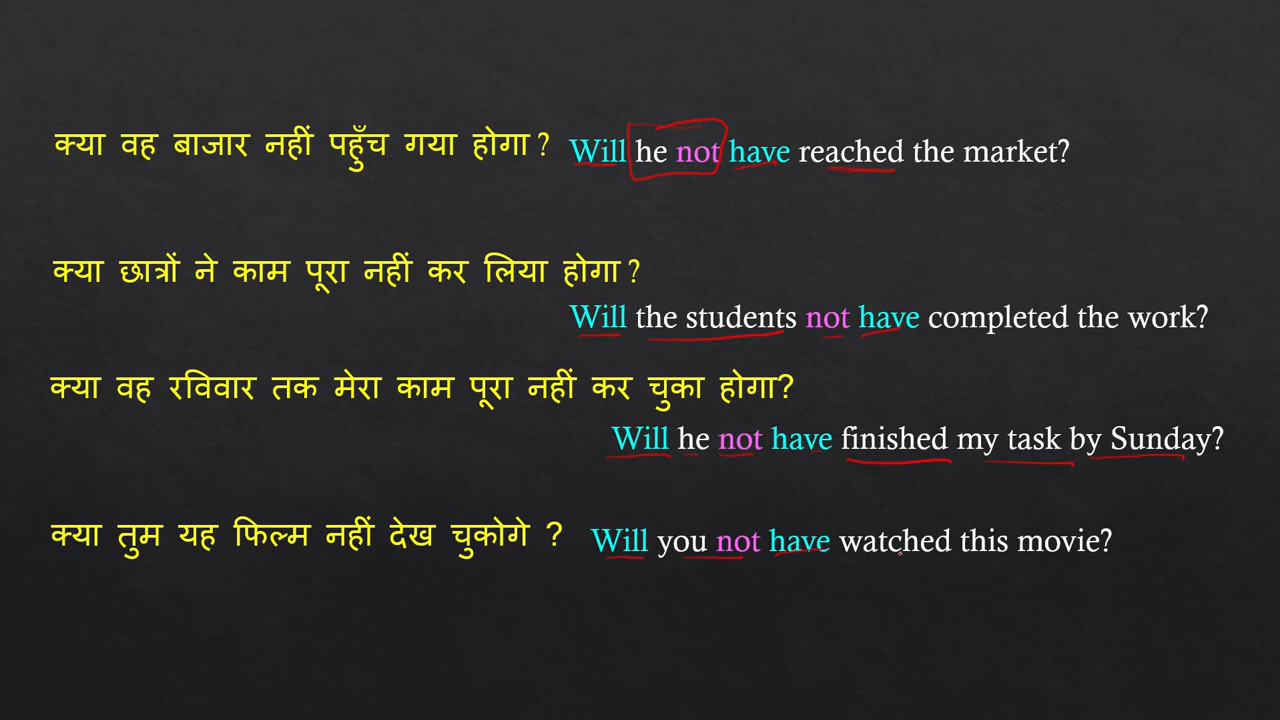 क्या वह बाजार नहीं पहुँच गया होगा ? Will he not have reached the market?
क्या छात्रों ने काम पूरा नहीं कर लिया होगा ?
Will the students not have completed the work?
क्या वह रविवार तक मेरा काम पूरा नहीं कर चुका होगा?
Will he not have finished my task by Sunday?
क्या तुम यह फिल्म नहीं देख चुकोगे ? Will you not have watched this movie?